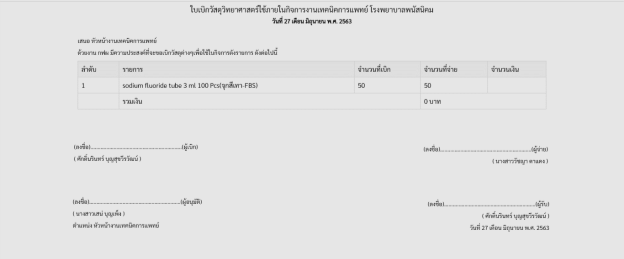 ใบเบิกวัสดุวิทยาศาสตร์ใช้ภายในกิจการงานเทคนิคการแพทย์ โรงพยาบาลพนัสนิคม
วันที่ 27 เดือน มิถุนายน พ.ศ. 2563
เสนอ หัวหน้างานเทคนิคการแพทย์
ด้วยงาน กพ๒ มีความประสงค์ที่จะขอเบิกวัสดุต่างๆเพื่อใช้ในกิจการดังรายการ ดังต่อไปนี้
ลำดับ รายการ จำนวนที่เบิก จำนวนที่จ่าย จำนวนเงิน
1 sodium fluoride tube 3 ml 100 Pcs(จุกสีเทา-FBS) 50 50
รวมเงิน 0 บาท
(ลงชื่อ)..................................................(ผู้เบิก) (ลงชื่อ)..................................................(ผู้จ่าย)
( ศักดิ์นรินทร์ บุญสุขวีรวัฒน์ ) ( นางสาววิชญา )
(ลงชื่อ)..................................................(ผู้อนุมัติ) (ลงชื่อ)..................................................(ผู้รับ)
( นางสาวเสน่ บุญเพ็ง ) ( ศักดิ์นรินทร์ บุญสุขวีรวัฒน์ )
ตำแหน่ง หัวหน้างานเทคนิคการแพทย์ วันที่ 27 เดือน มิถุนายน พ.ศ. 2563